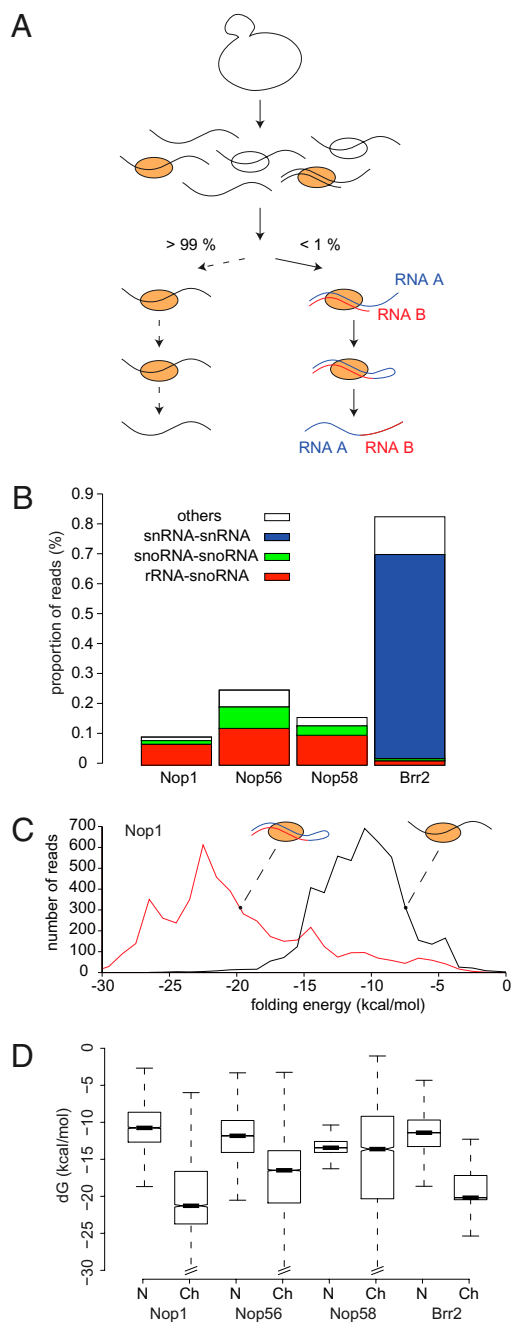 A
> 99 %
< 1 %
RNA A
RNA B
RNA A RNA B
B
proportion of reads (%)
0.9
0.8
0.7
0.6
0.5
0.4
0.3
0.2
0.1
0
others
snRNA-snRNA
snoRNA-snoRNA
rRNA-snoRNA
Nop1 Nop56 Nop58 Brr2
C
Nop1
number of reads
700
600
500
400
300
200
100
0
-30 -25 -20 -15 -10 -5 0
folding energy (kcal/mol)
D
dG (kcal/mol)
0
−5
−10
−15
−20
−25
−30
N Ch N Ch N Ch N Ch
Nop1 Nop56 Nop58 Brr2